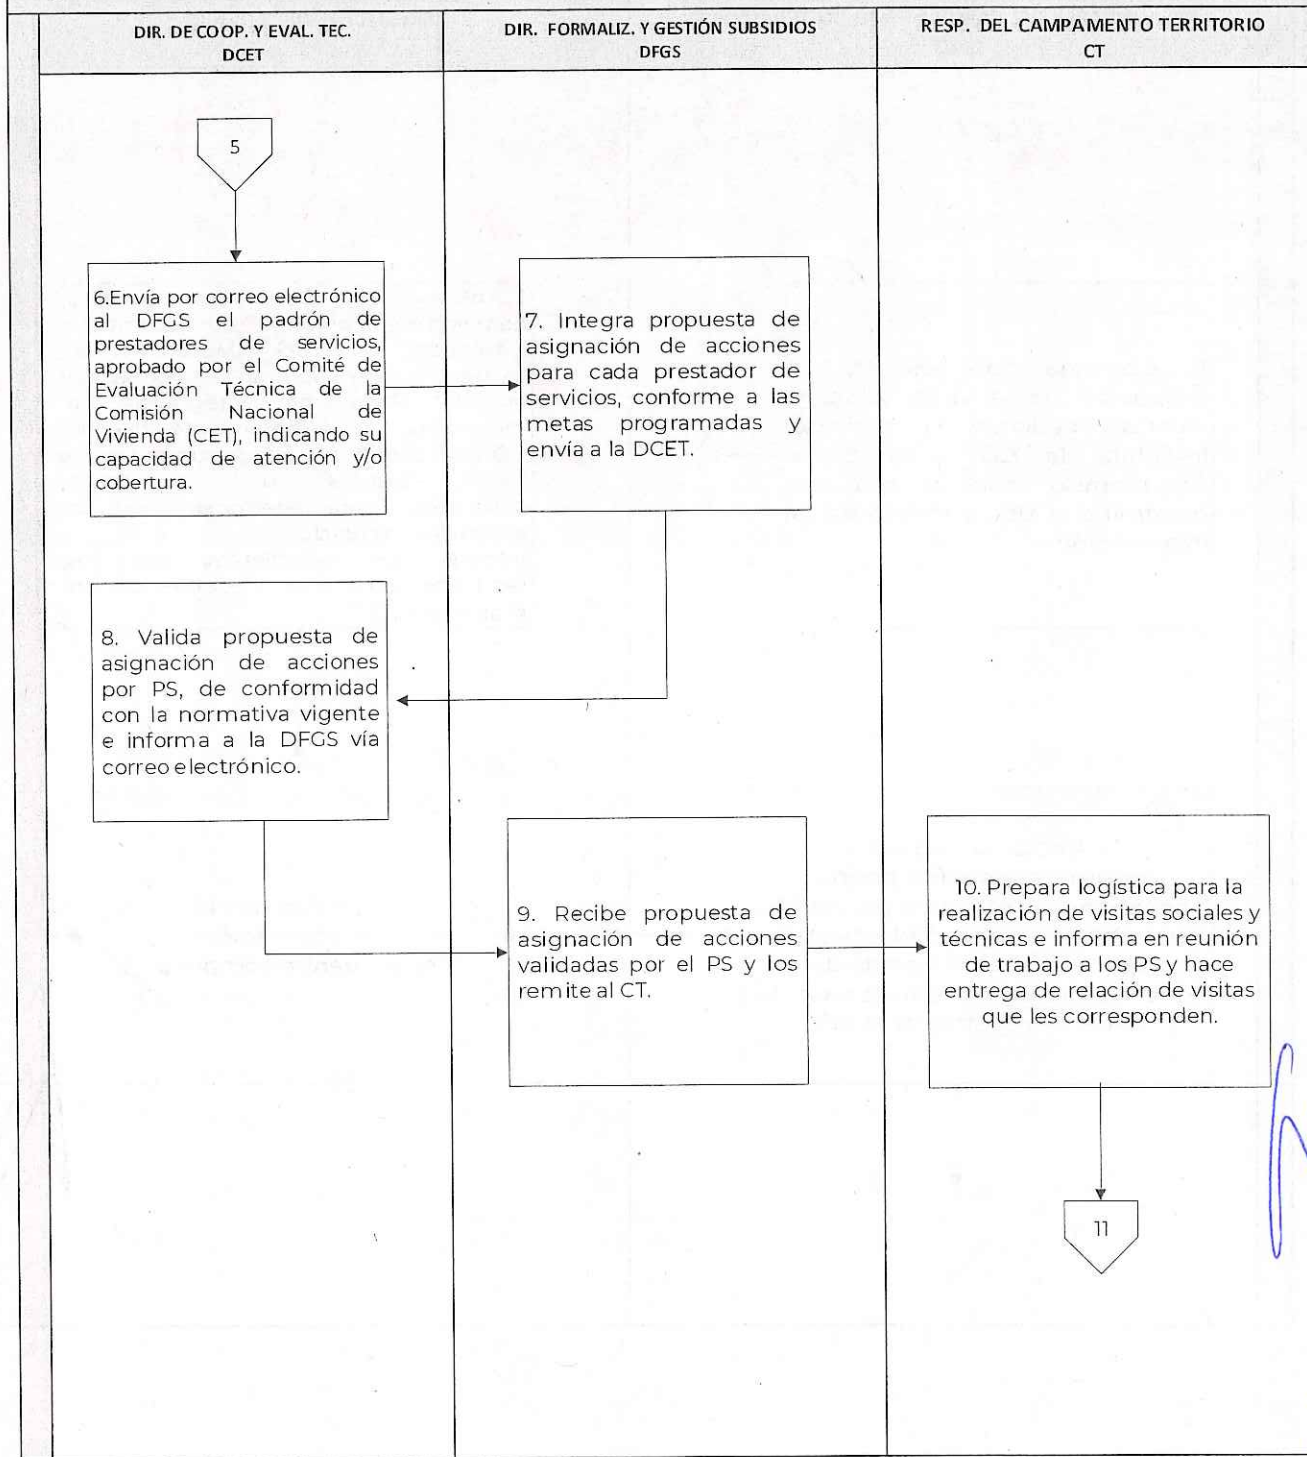 DIR. DE COOP. Y EVAL. TEC.
DCET
DIR. FORMALIZ. Y GESTIÓN SUBSIDIOS
DFGS
RESP. DEL CAMPAMENTO TERRITORIO
CT
5
6.Envía por correo electrónico
al DFGS el padrón de
prestadores de servicios,
aprobado por el Comité de
Evaluación Técnica de la
Comisión Nacional de
Vivienda (CET), indicando su
capacidad de atención y/o
cobertura.
7. Integra propuesta de
asignación de acciones
para cada prestador de
servicios, conforme a las
metas programadas y
envía a la DCET.
8. Valida propuesta de
asignación de acciones
por PS, de conformidad
con la normativa vigente
e informa a la DFGS vía
correo electrónico.
9. Recibe propuesta de
asignación de acciones
validadas por el PS y los
remite al CT.
10. Prepara logística para la
realización de visitas sociales y
técnicas e informa en reunión
de trabajo a los PS y hace
entrega de relación de visitas
que les corresponden.
11